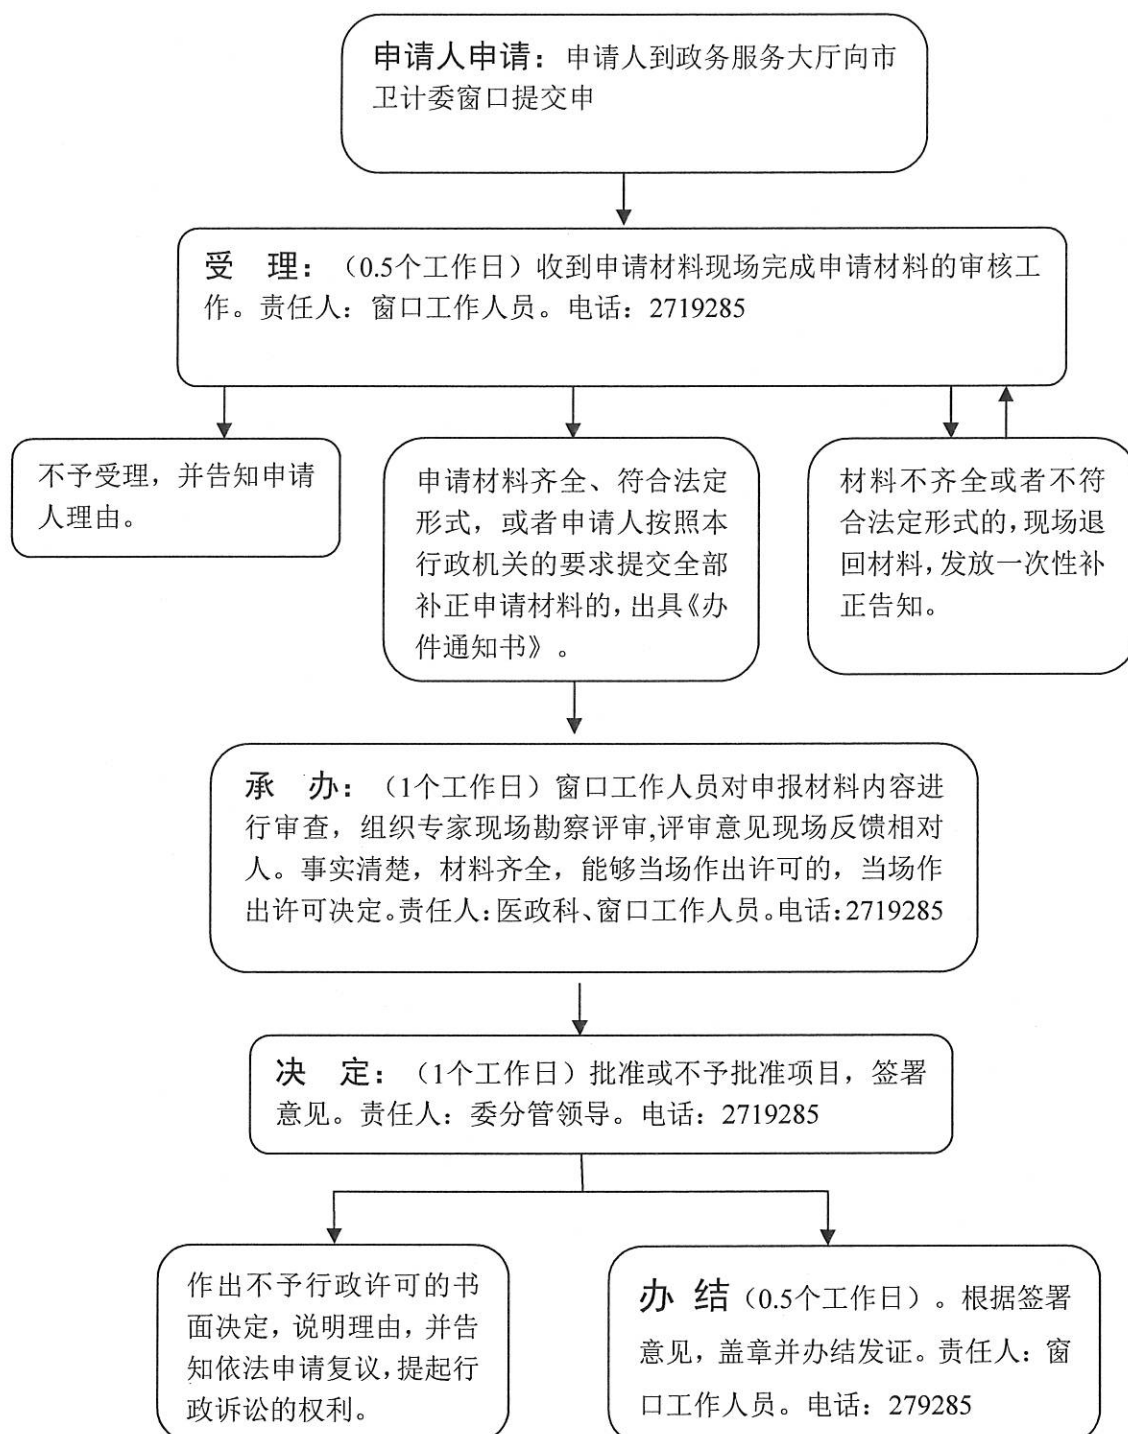 申请人申请：申请人到政务服务大厅向市
卫计委窗口提交申
受　理：（0.5个工作日）收到申请材料现场完成申请材料的审核工
作。责任人：窗口工作人员。电话：2719285
不予受理，并告知申请
人理由。
申请材料齐全、符合法定
形式，或者申请人按照本
行政机关的要求提交全部
补正申请材料的，出具《办
件通知书》。
材料不齐全或者不符
合法定形式的，现场退
回材料，发放一次性补
正告知。
承　办：（1个工作日）窗口工作人员对申报材料内容进
行审查，组织专家现场勘察评审,评审意见现场反馈相对
人。事实清楚，材料齐全，能够当场作出许可的，当场作
出许可决定。责任人：医政科、窗口工作人员。电话：2719285
决　定：（1个工作日）批准或不予批准项目，签署
意见。责任人：委分管领导。电话：2719285
作出不予行政许可的书
面决定，说明理由，并告
知依法申请复议，提起行
政诉讼的权利。
办 结（0.5个工作日）。根据签署
意见，盖章并办结发证。责任人：窗
口工作人员。电话：279285